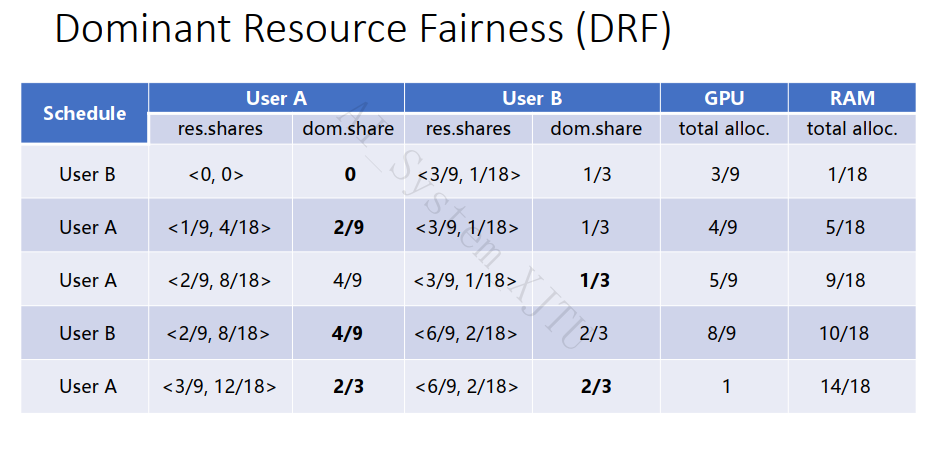 Dominant Resource Fairness (DRF)
Schedule User A User B GPU RAM
res.shares dom.share res.shares dom.share total alloc. total alloc.
User B <0, 0> 0 <3/9, 1/18> 1/3 3/9 1/18
User A <1/9, 4/18> 2/9 <3/9, 1/18> 1/3 4/9 5/18
User A <2/9, 8/18> 4/9 <3/9, 1/18> 1/3 5/9 9/18
User B <2/9, 8/18> 4/9 <6/9, 2/18> 2/3 8/9 10/18
User A <3/9, 12/18> 2/3 <6/9, 2/18> 2/3 1 14/18
AI_System XJTU